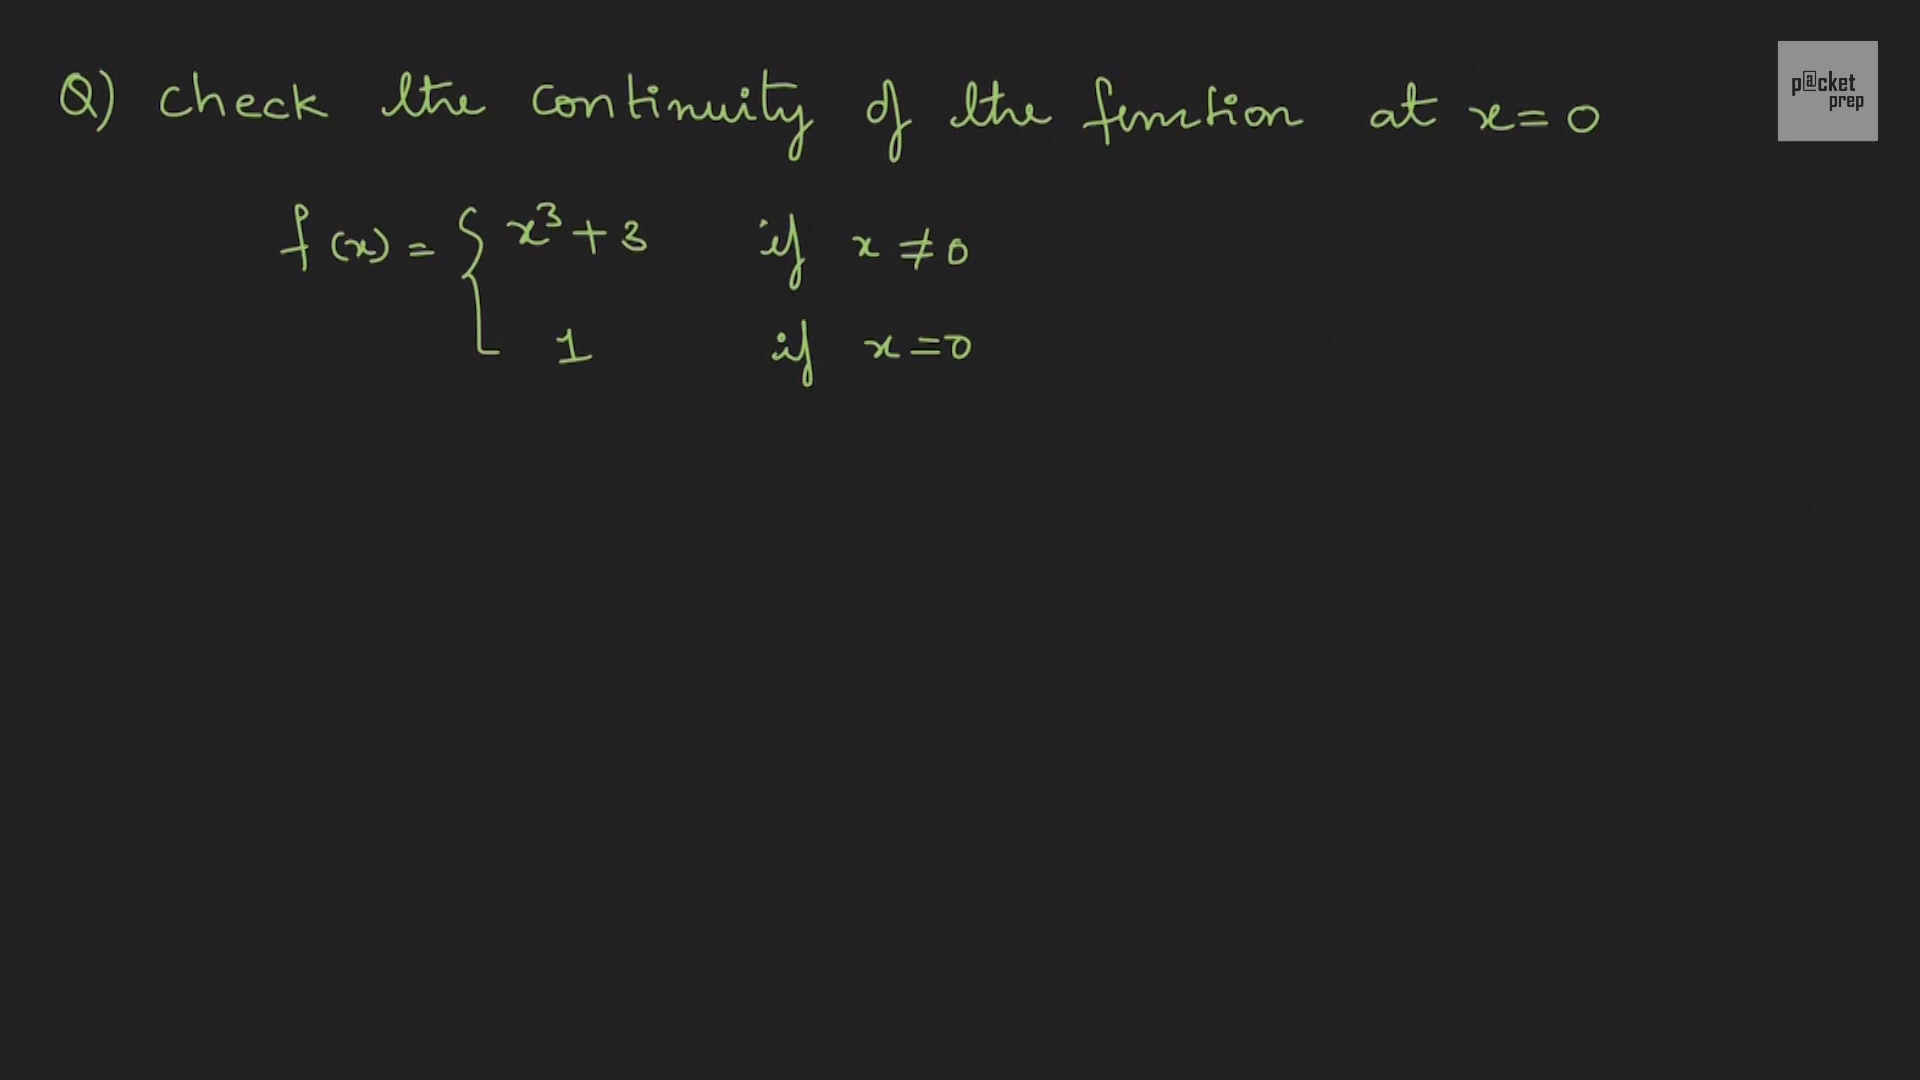 Q) Check the continuity of the function at x=0
p@cket
prep
f(x) = { x³+3 if x ≠ 0
1 if x=0